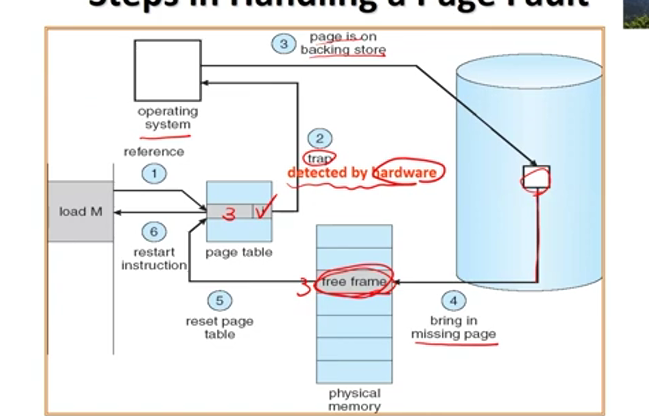 Steps in Handling a Page Fault
3
page is on
backing store
operating
system
reference
1
2
trap
detected by hardware
load M
3
6
restart
instruction
page table
3
free frame
5
reset page
table
4
bring in
missing page
physical
memory